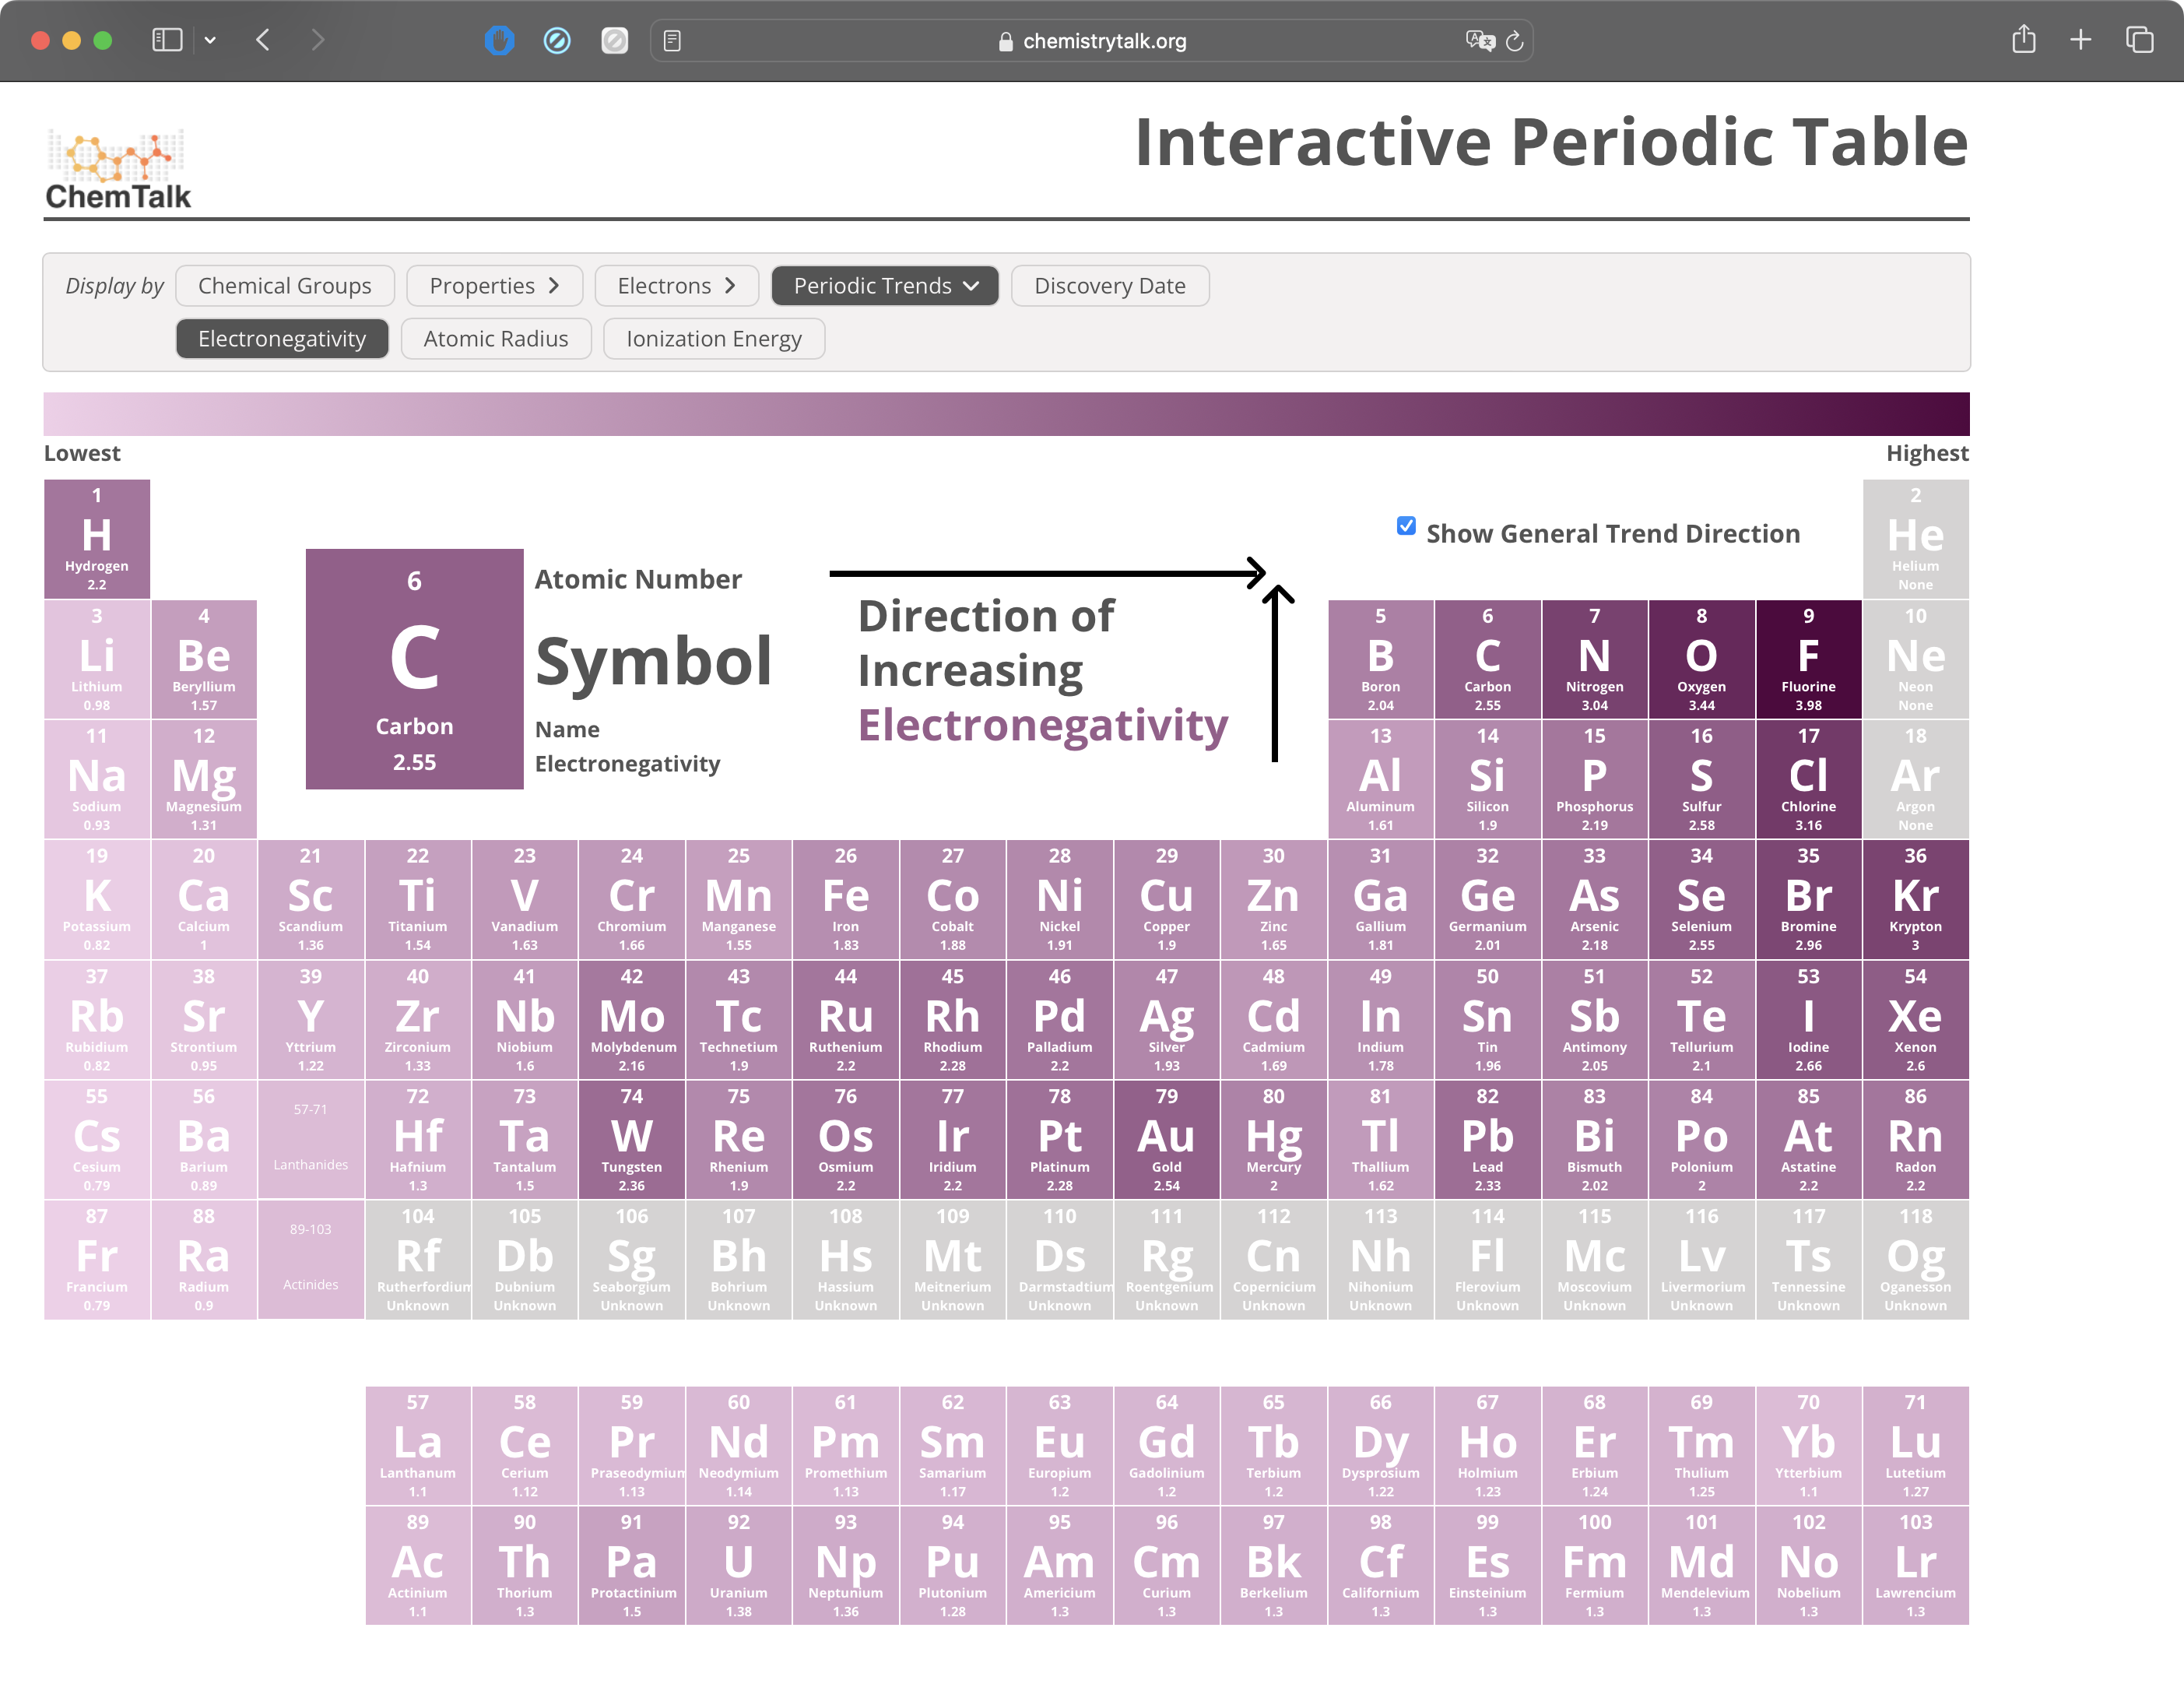 chemistrytalk.org
ChemTalk
Interactive Periodic Table
Display by Chemical Groups Properties Electrons Periodic Trends Discovery Date
Electronegativity Atomic Radius Ionization Energy
Lowest Highest
1 2
H He
Hydrogen Helium
2.2 None
Show General Trend Direction
6 Atomic Number
C Symbol
Carbon Name
2.55 Electronegativity
Direction of
Increasing
Electronegativity
3 4 5 6 7 8 9 10
Li Be B C N O F Ne
Lithium Beryllium Boron Carbon Nitrogen Oxygen Fluorine Neon
0.98 1.57 2.04 2.55 3.04 3.44 3.98 None
11 12 13 14 15 16 17 18
Na Mg Al Si P S Cl Ar
Sodium Magnesium Aluminum Silicon Phosphorus Sulfur Chlorine Argon
0.93 1.31 1.61 1.9 2.19 2.58 3.16 None
19 20 21 22 23 24 25 26 27 28 29 30 31 32 33 34 35 36
K Ca Sc Ti V Cr Mn Fe Co Ni Cu Zn Ga Ge As Se Br Kr
Potassium Calcium Scandium Titanium Vanadium Chromium Manganese Iron Cobalt Nickel Copper Zinc Gallium Germanium Arsenic Selenium Bromine Krypton
0.82 1 1.36 1.54 1.63 1.66 1.55 1.83 1.88 1.91 1.9 1.65 1.81 2.01 2.18 2.55 2.96 3
37 38 39 40 41 42 43 44 45 46 47 48 49 50 51 52 53 54
Rb Sr Y Zr Nb Mo Tc Ru Rh Pd Ag Cd In Sn Sb Te I Xe
Rubidium Strontium Yttrium Zirconium Niobium Molybdenum Technetium Ruthenium Rhodium Palladium Silver Cadmium Indium Tin Antimony Tellurium Iodine Xenon
0.82 0.95 1.22 1.33 1.6 2.16 1.9 2.2 2.28 2.2 1.93 1.69 1.78 1.96 2.05 2.1 2.66 2.6
55 56 57-71 72 73 74 75 76 77 78 79 80 81 82 83 84 85 86
Cs Ba Hf Ta W Re Os Ir Pt Au Hg Tl Pb Bi Po At Rn
Cesium Barium Lanthanides Hafnium Tantalum Tungsten Rhenium Osmium Iridium Platinum Gold Mercury Thallium Lead Bismuth Polonium Astatine Radon
0.79 0.89 1.3 1.5 2.36 1.9 2.2 2.2 2.28 2.54 2 1.62 2.33 2.02 2 2.2 2.2
87 88 89-103 104 105 106 107 108 109 110 111 112 113 114 115 116 117 118
Fr Ra Rf Db Sg Bh Hs Mt Ds Rg Cn Nh Fl Mc Lv Ts Og
Francium Radium Actinides Rutherfordium Dubnium Seaborgium Bohrium Hassium Meitnerium Darmstadtium Roentgenium Copernicium Nihonium Flerovium Moscovium Livermorium Tennessine Oganesson
0.79 0.9 Unknown Unknown Unknown Unknown Unknown Unknown Unknown Unknown Unknown Unknown Unknown Unknown Unknown Unknown Unknown
57 58 59 60 61 62 63 64 65 66 67 68 69 70 71
La Ce Pr Nd Pm Sm Eu Gd Tb Dy Ho Er Tm Yb Lu
Lanthanum Cerium Praseodymium Neodymium Promethium Samarium Europium Gadolinium Terbium Dysprosium Holmium Erbium Thulium Ytterbium Lutetium
1.1 1.12 1.13 1.14 1.13 1.17 1.2 1.2 1.2 1.22 1.23 1.24 1.25 1.1 1.27
89 90 91 92 93 94 95 96 97 98 99 100 101 102 103
Ac Th Pa U Np Pu Am Cm Bk Cf Es Fm Md No Lr
Actinium Thorium Protactinium Uranium Neptunium Plutonium Americium Curium Berkelium Californium Einsteinium Fermium Mendelevium Nobelium Lawrencium
1.1 1.3 1.5 1.38 1.36 1.28 1.3 1.3 1.3 1.3 1.3 1.3 1.3 1.3 1.3